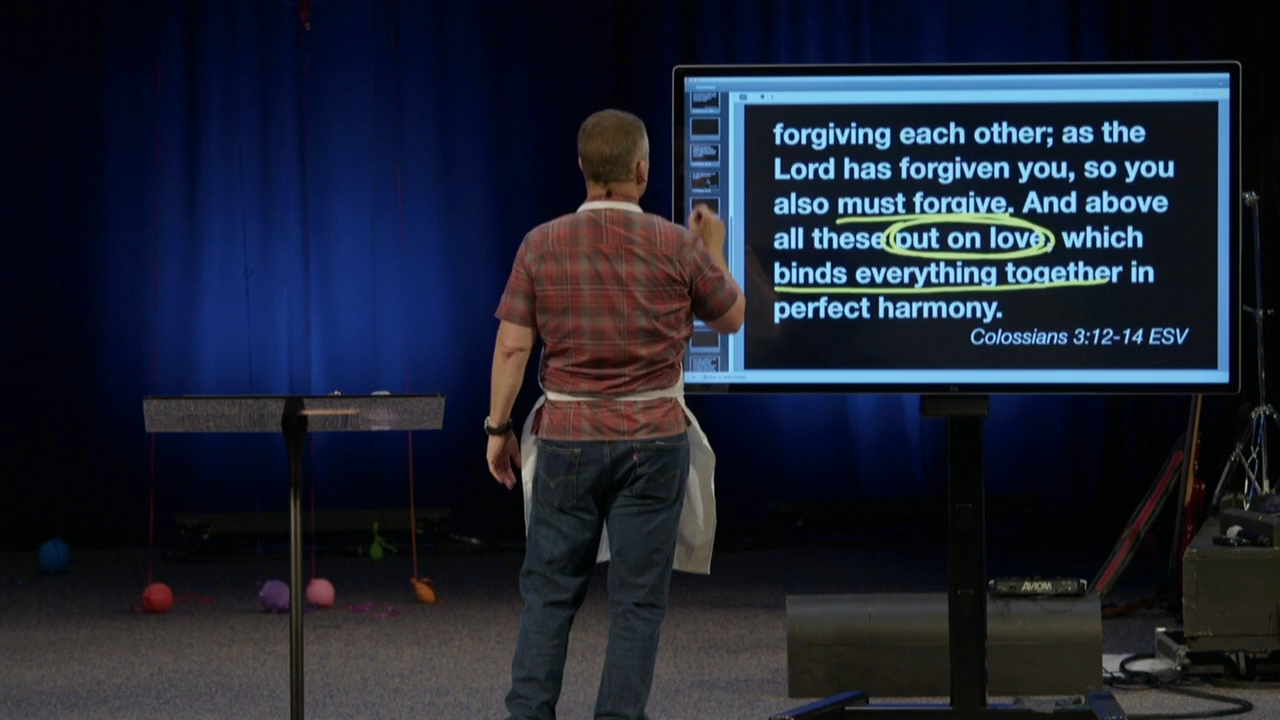 forgiving each other; as the
Lord has forgiven you, so you
also must forgive. And above
all these put on love, which
binds everything together in
perfect harmony.
Colossians 3:12-14 ESV
AVIOM